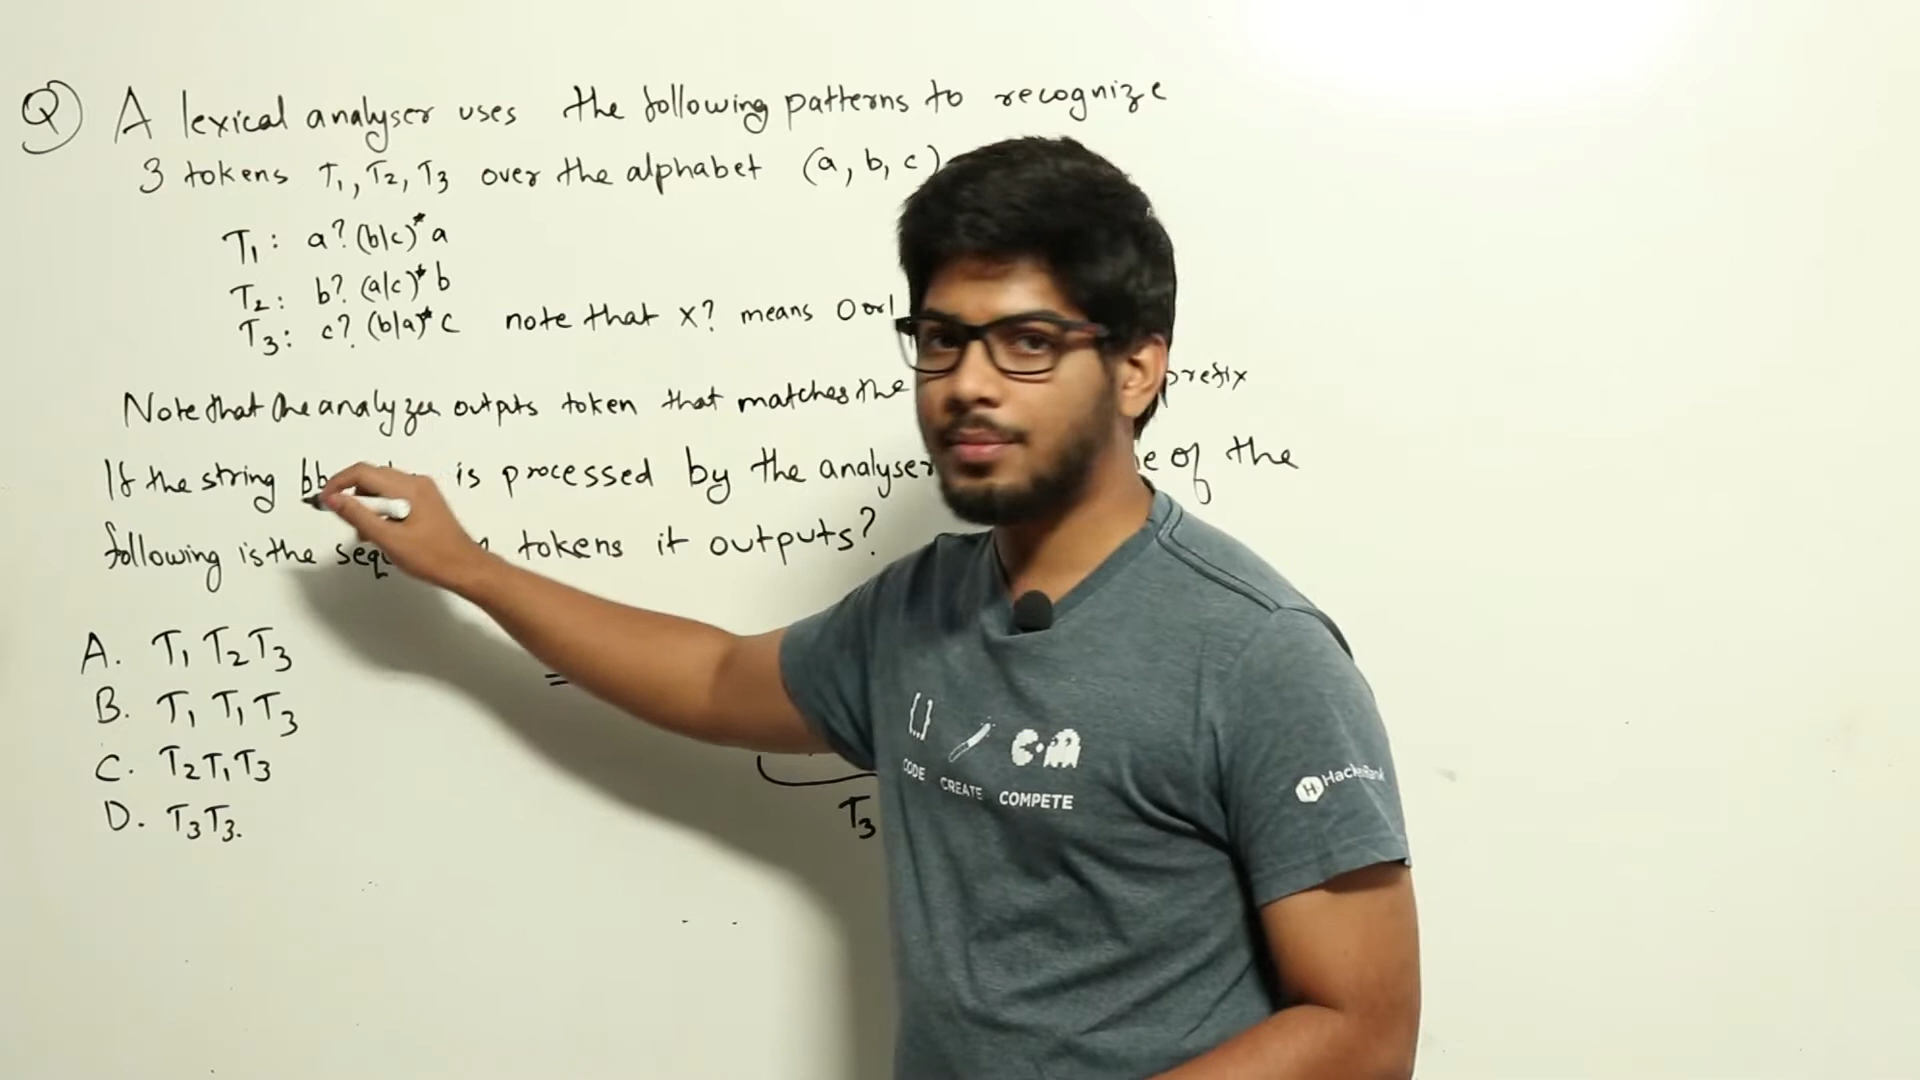 Q) A lexical analyser uses the following patterns to recognize
3 tokens T1, T2, T3 over the alphabet (a, b, c)
T1: a? (b|c)* a
T2: b? (a|c)* b
T3: c? (b|a)* c note that x? means 0 or 1
Note that the analyzer outputs token that matches the prefix
If the string bb is processed by the analyser of the
following is the tokens it outputs?
A. T1 T2 T3
B. T1 T1 T3
C. T2 T1 T3
D. T3 T3.
=
T3
{..}
CODE CREATE COMPETE
H HackerRank